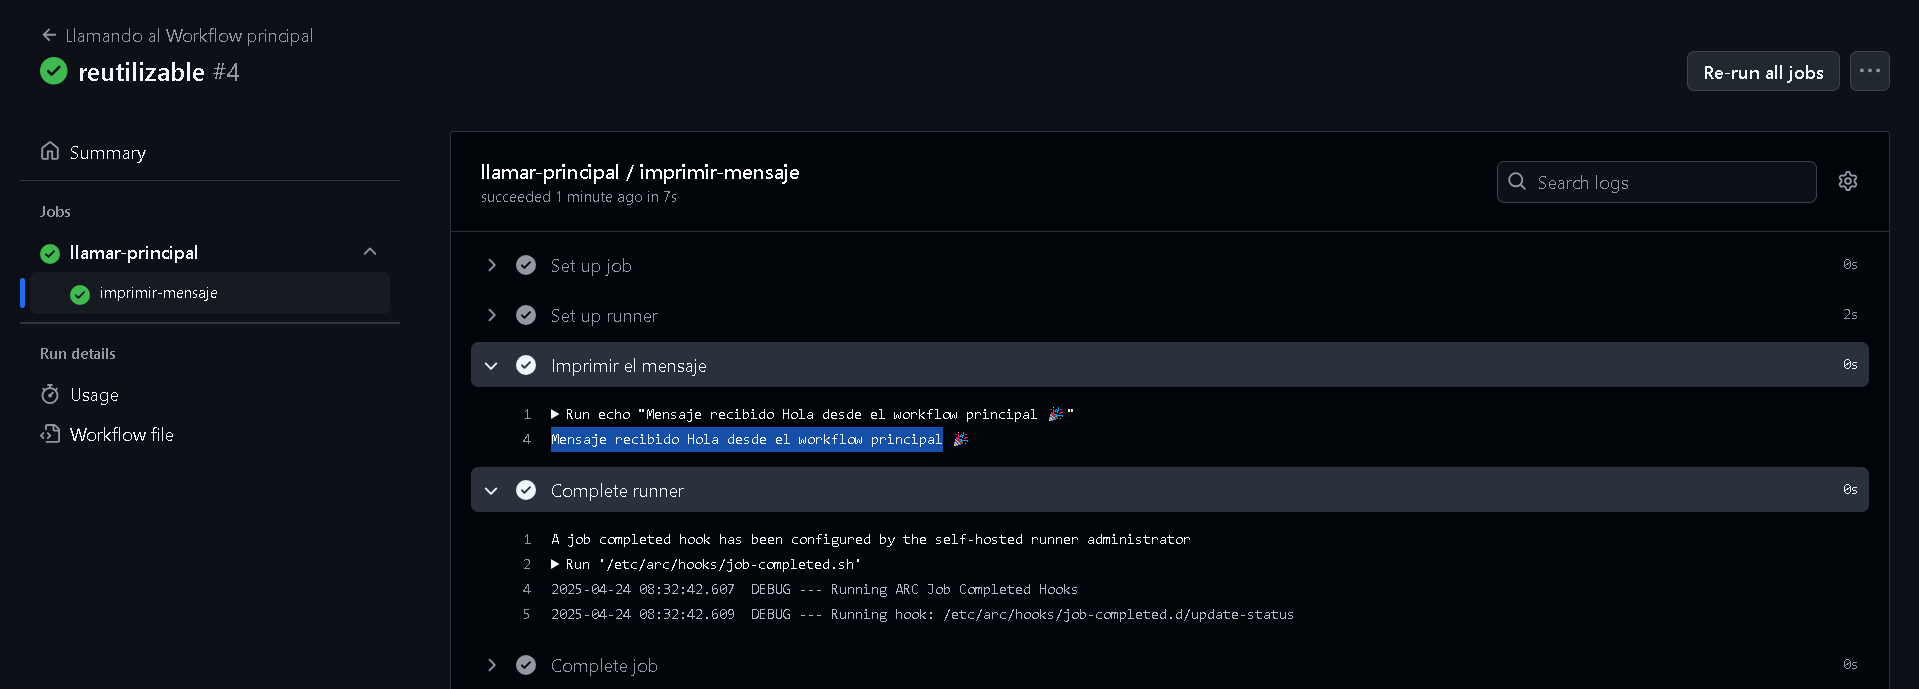 Llamando al Workflow principal
reutilizable #4
Re-run all jobs
Summary
Jobs
llamar-principal
imprimir-mensaje
Run details
Usage
Workflow file
llamar-principal / imprimir-mensaje
succeeded 1 minute ago in 7s
Search logs
Set up job 0s
Set up runner 2s
Imprimir el mensaje 0s
1 Run echo "Mensaje recibido Hola desde el workflow principal 🎉"
4 Mensaje recibido Hola desde el workflow principal 🎉
Complete runner 0s
1 A job completed hook has been configured by the self-hosted runner administrator
2 Run '/etc/arc/hooks/job-completed.sh'
4 2025-04-24 08:32:42.607 DEBUG --- Running ARC Job Completed Hooks
5 2025-04-24 08:32:42.609 DEBUG --- Running hook: /etc/arc/hooks/job-completed.d/update-status
Complete job 0s